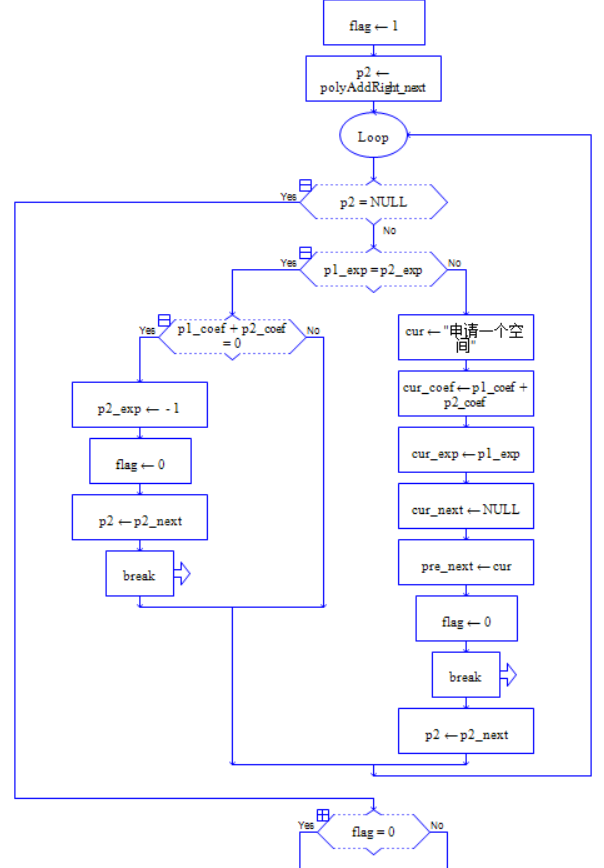 flag ← 1
p2 ←
polyAddRight_next
Loop
Yes
p2 = NULL
No
Yes
p1_exp = p2_exp
No
Yes
p1_coef + p2_coef
= 0
No
cur ← "申请一个空
间"
p2_exp ← - 1
cur_coef ← p1_coef +
p2_coef
flag ← 0
cur_exp ← p1_exp
p2 ← p2_next
cur_next ← NULL
break
pre_next ← cur
flag ← 0
break
p2 ← p2_next
Yes
flag = 0
No